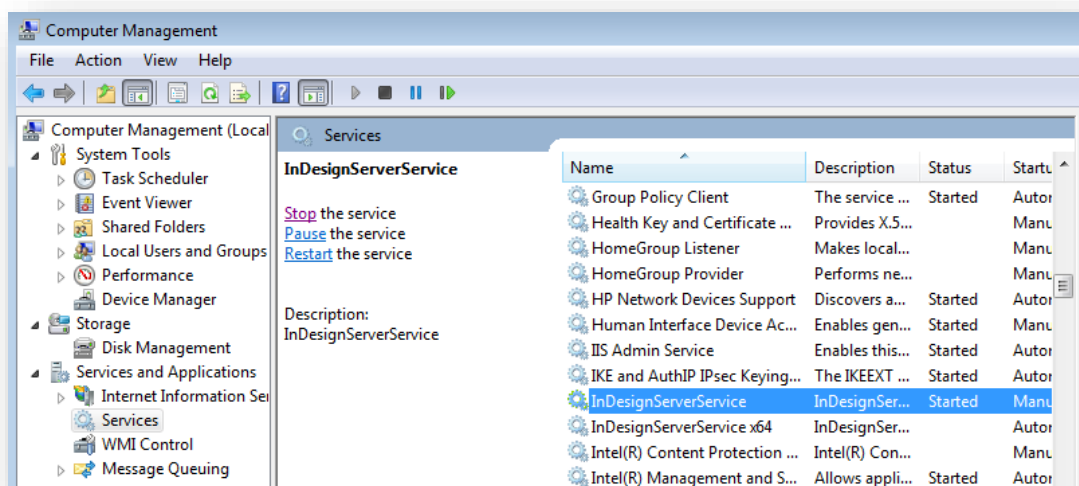 Computer Management
File Action View Help
Computer Management (Local
System Tools
Task Scheduler
Event Viewer
Shared Folders
Local Users and Groups
Performance
Device Manager
Storage
Disk Management
Services and Applications
Internet Information Ser
Services
WMI Control
Message Queuing
Services
InDesignServerService
Stop the service
Pause the service
Restart the service
Description:
InDesignServerService
Name Description Status Startu
Group Policy Client The service ... Started Autor
Health Key and Certificate ... Provides X.5... Manu
HomeGroup Listener Makes local... Manu
HomeGroup Provider Performs ne... Manu
HP Network Devices Support Discovers a... Started Autor
Human Interface Device Ac... Enables gen... Started Manu
IIS Admin Service Enables this... Started Autor
IKE and AuthIP IPsec Keying... The IKEEXT ... Started Autor
InDesignServerService InDesignSer... Started Manu
InDesignServerService x64 InDesignSer... Autor
Intel(R) Content Protection ... Intel(R) Con... Manu
Intel(R) Management and S... Allows appli... Started Autor